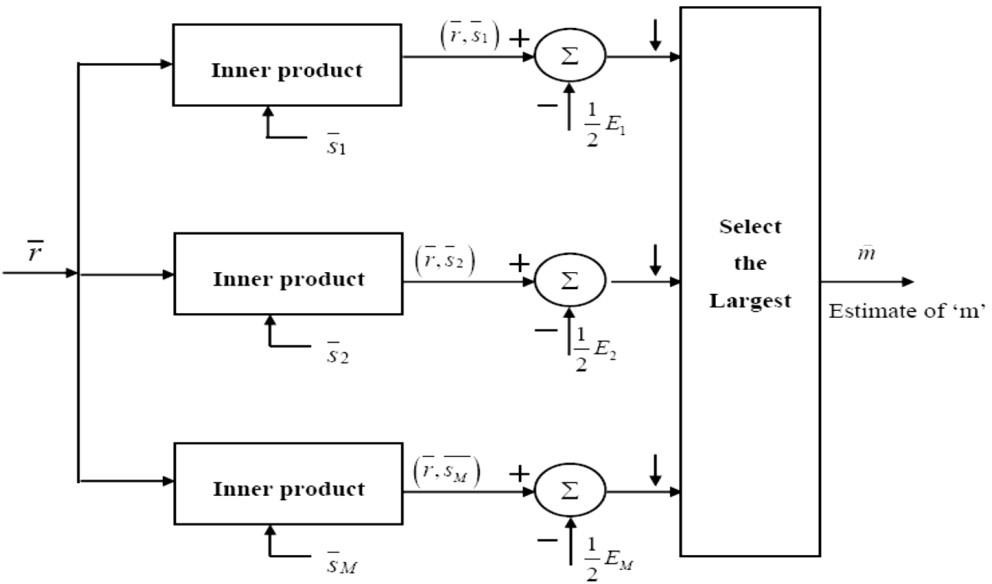 (r̅, s̅1) +
Σ
Inner product
−
1/2 E1
s̅1
r̅
(r̅, s̅2) +
Σ
Inner product
−
1/2 E2
s̅2
Select
the
Largest
m̄
Estimate of ‘m’
(r̅, s̅M) +
Σ
Inner product
−
1/2 EM
s̅M